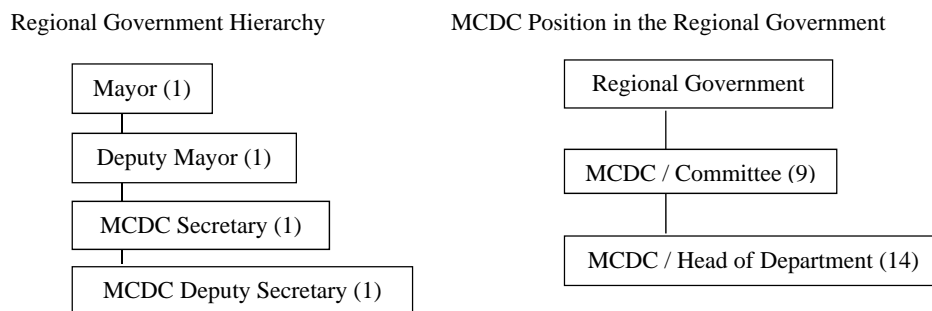 Regional Government Hierarchy
Mayor (1)
Deputy Mayor (1)
MCDC Secretary (1)
MCDC Deputy Secretary (1)
MCDC Position in the Regional Government
Regional Government
MCDC / Committee (9)
MCDC / Head of Department (14)